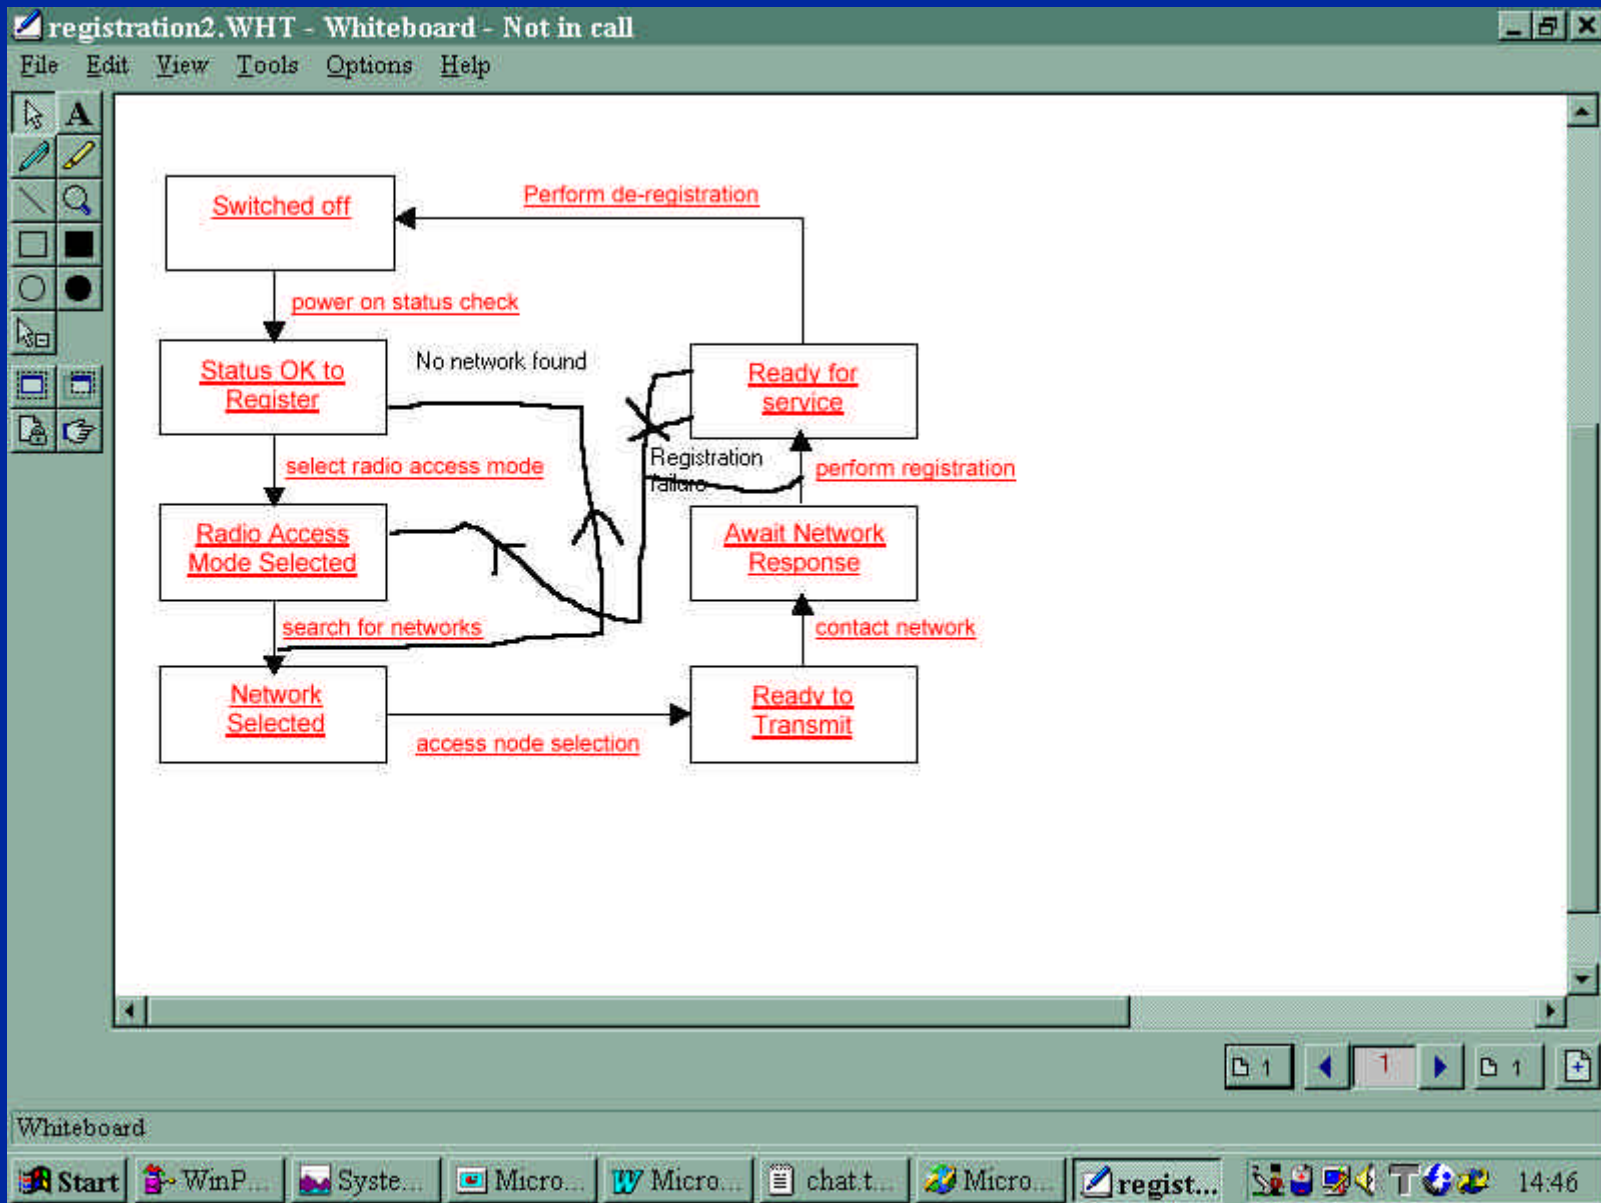 registration2.WHT - Whiteboard - Not in call
File Edit View Tools Options Help
A
Switched off
Perform de-registration
power on status check
Status OK to
Register
No network found
Ready for
service
select radio access mode
Registration
failure
perform registration
Radio Access
Mode Selected
Await Network
Response
search for networks
contact network
Network
Selected
Ready to
Transmit
access node selection
1 1 1
Whiteboard
Start WinP... Syste... Micro... Micro... chat.t... Micro... regist... 14:46